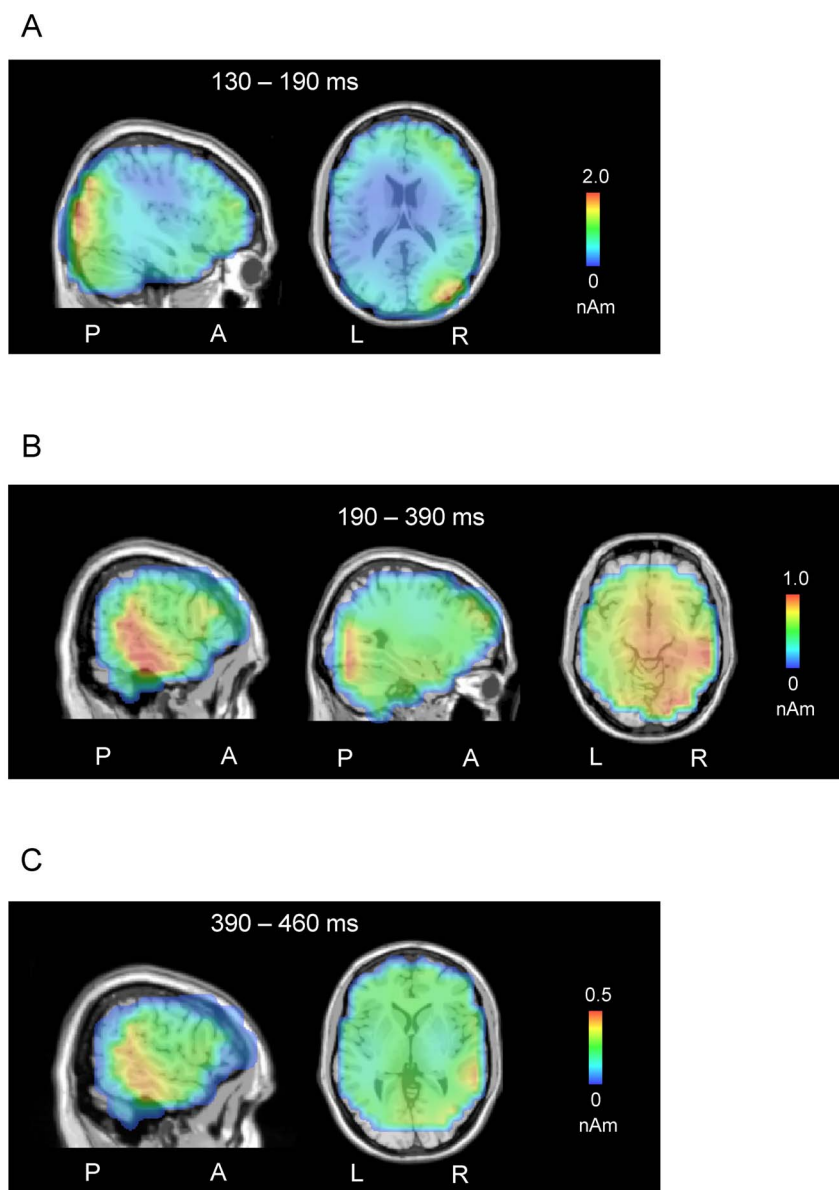 A
130 – 190 ms
2.0
0
nAm
P A L R
B
190 – 390 ms
1.0
0
nAm
P A P A L R
C
390 – 460 ms
0.5
0
nAm
P A L R